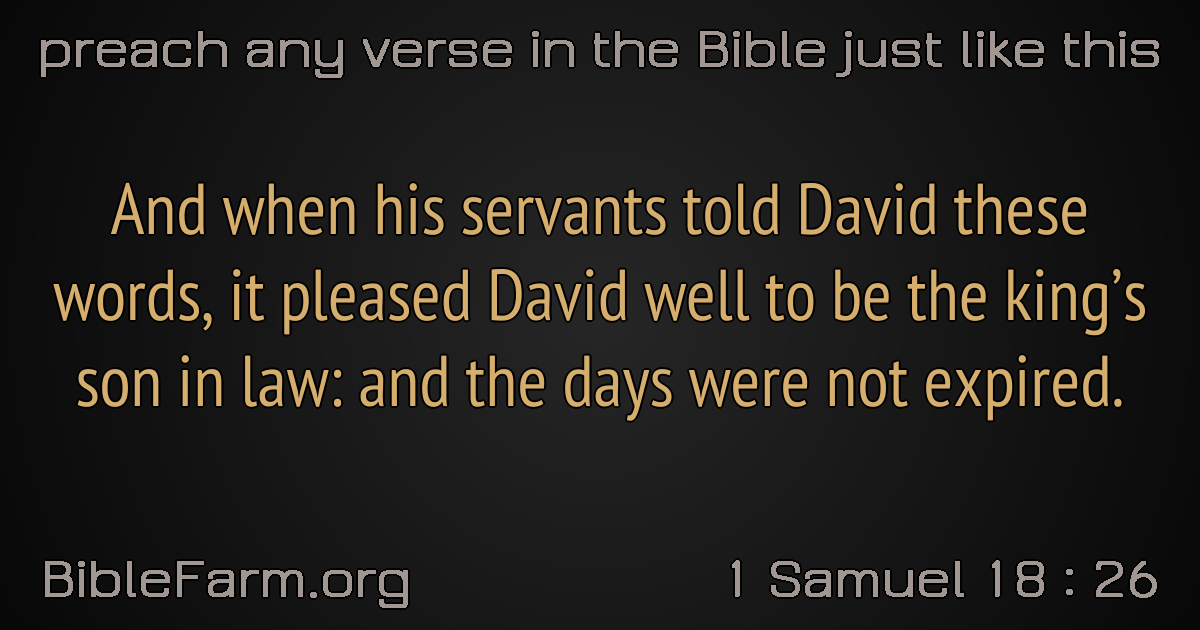 preach any verse in the Bible just like this
And when his servants told David these
words, it pleased David well to be the king’s
son in law: and the days were not expired.
BibleFarm.org
1 Samuel 18 : 26